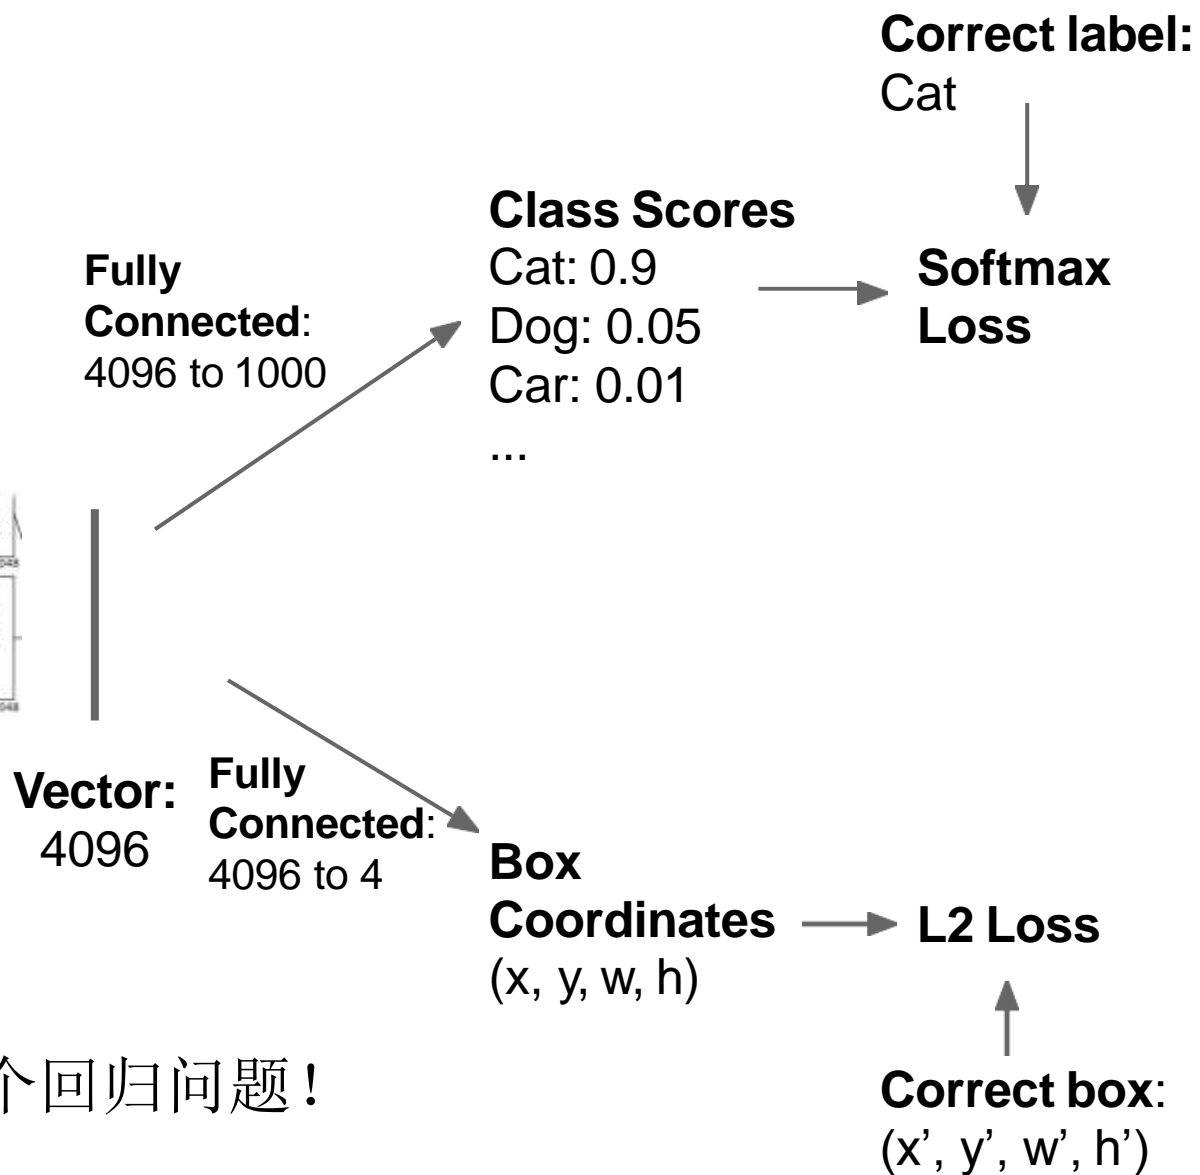 Correct label:
Cat
Class Scores
Cat: 0.9
Dog: 0.05
Car: 0.01
...
Softmax
Loss
Fully
Connected:
4096 to 1000
Vector:
4096
Fully
Connected:
4096 to 4
Box
Coordinates
(x, y, w, h)
L2 Loss
Correct box:
(x’, y’, w’, h’)
个回归问题！